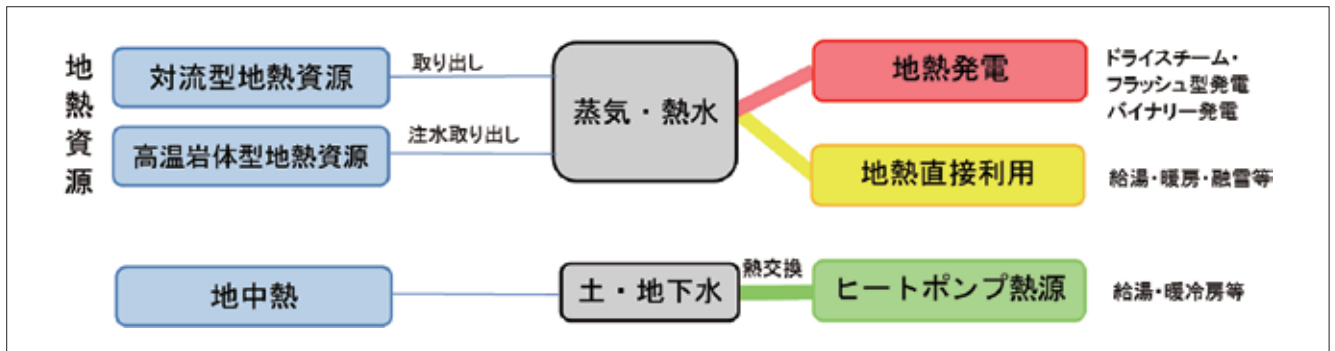 地熱資源
対流型地熱資源
取り出し
高温岩体型地熱資源
注水取り出し
蒸気・熱水
地熱発電
ドライスチーム・
フラッシュ型発電
バイナリー発電
地熱直接利用
給湯・暖房・融雪等
地中熱
土・地下水
熱交換
ヒートポンプ熱源
給湯・暖冷房等